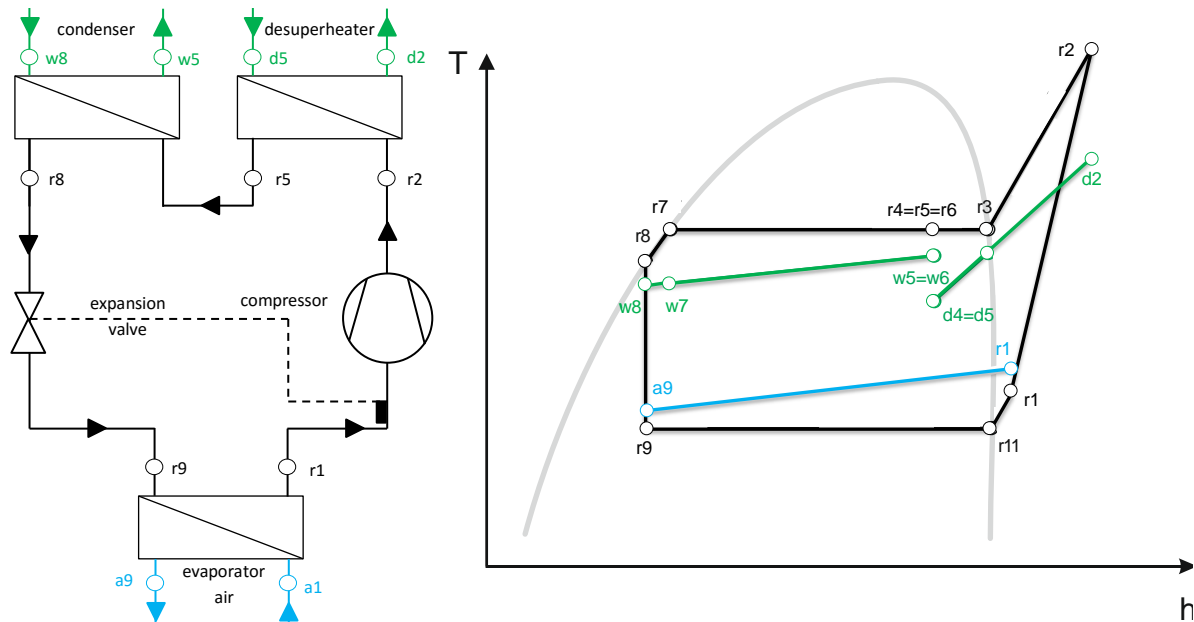 condenser
desuperheater
w8
w5
d5
d2
r8
r5
r2
expansion
valve
compressor
r9
r1
a9
evaporator
air
a1
T
r2
d2
r7
r4=r5=r6
r3
r8
w5=w6
w8
w7
d4=d5
r1
a9
r1
r9
r11
h